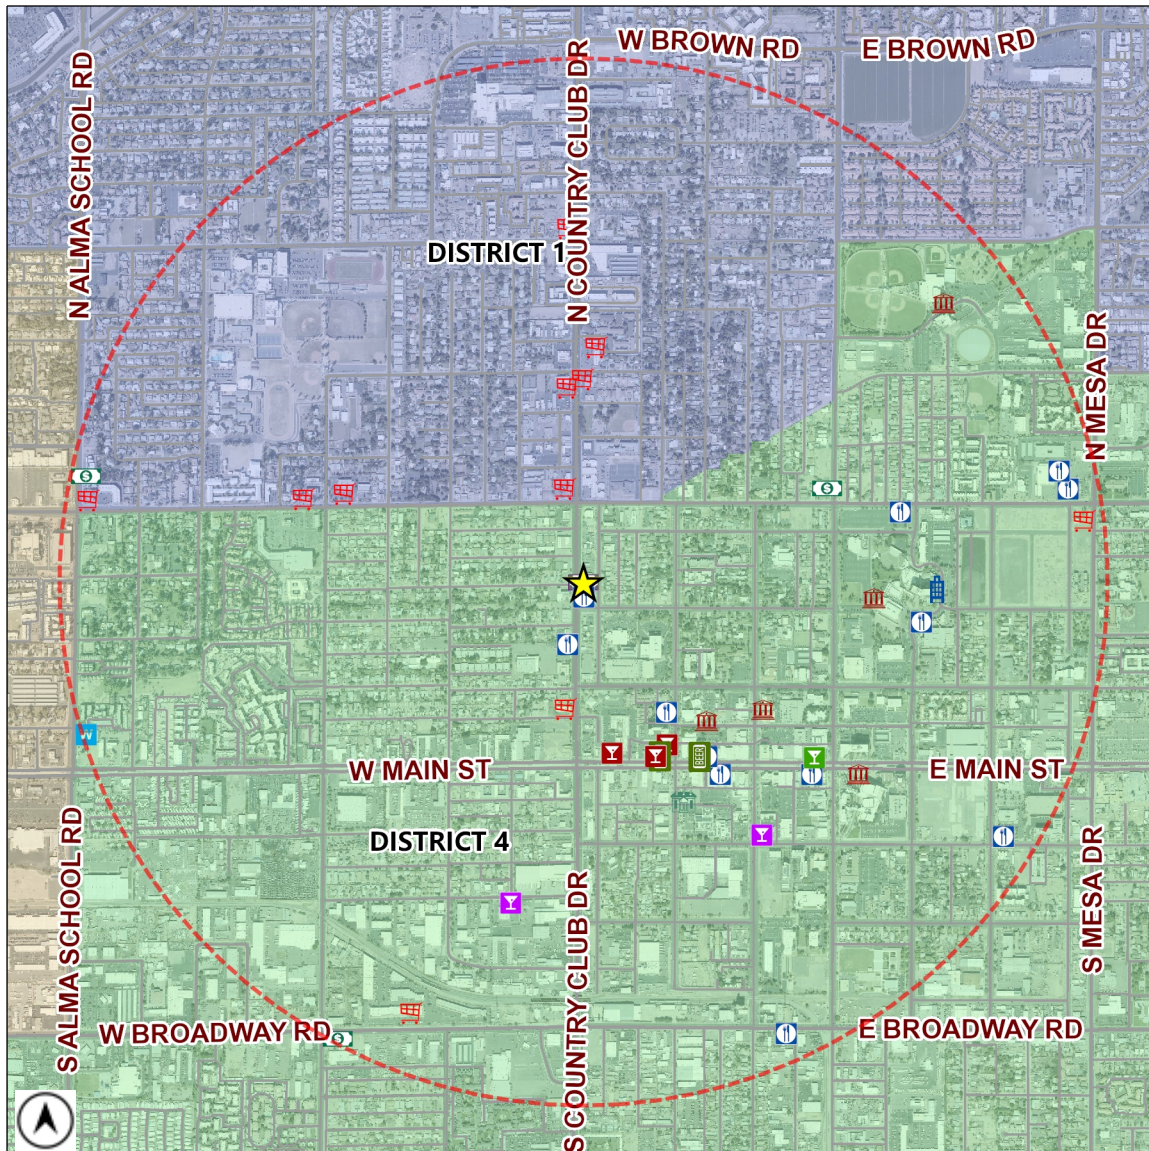 W BROWN RD
E BROWN RD
N ALMA SCHOOL RD
N COUNTRY CLUB DR
DISTRICT 1
N MESA DR
$
$
W
BEER
W MAIN ST
E MAIN ST
DISTRICT 4
S ALMA SCHOOL RD
S COUNTRY CLUB DR
S MESA DR
W BROADWAY RD
$
E BROADWAY RD